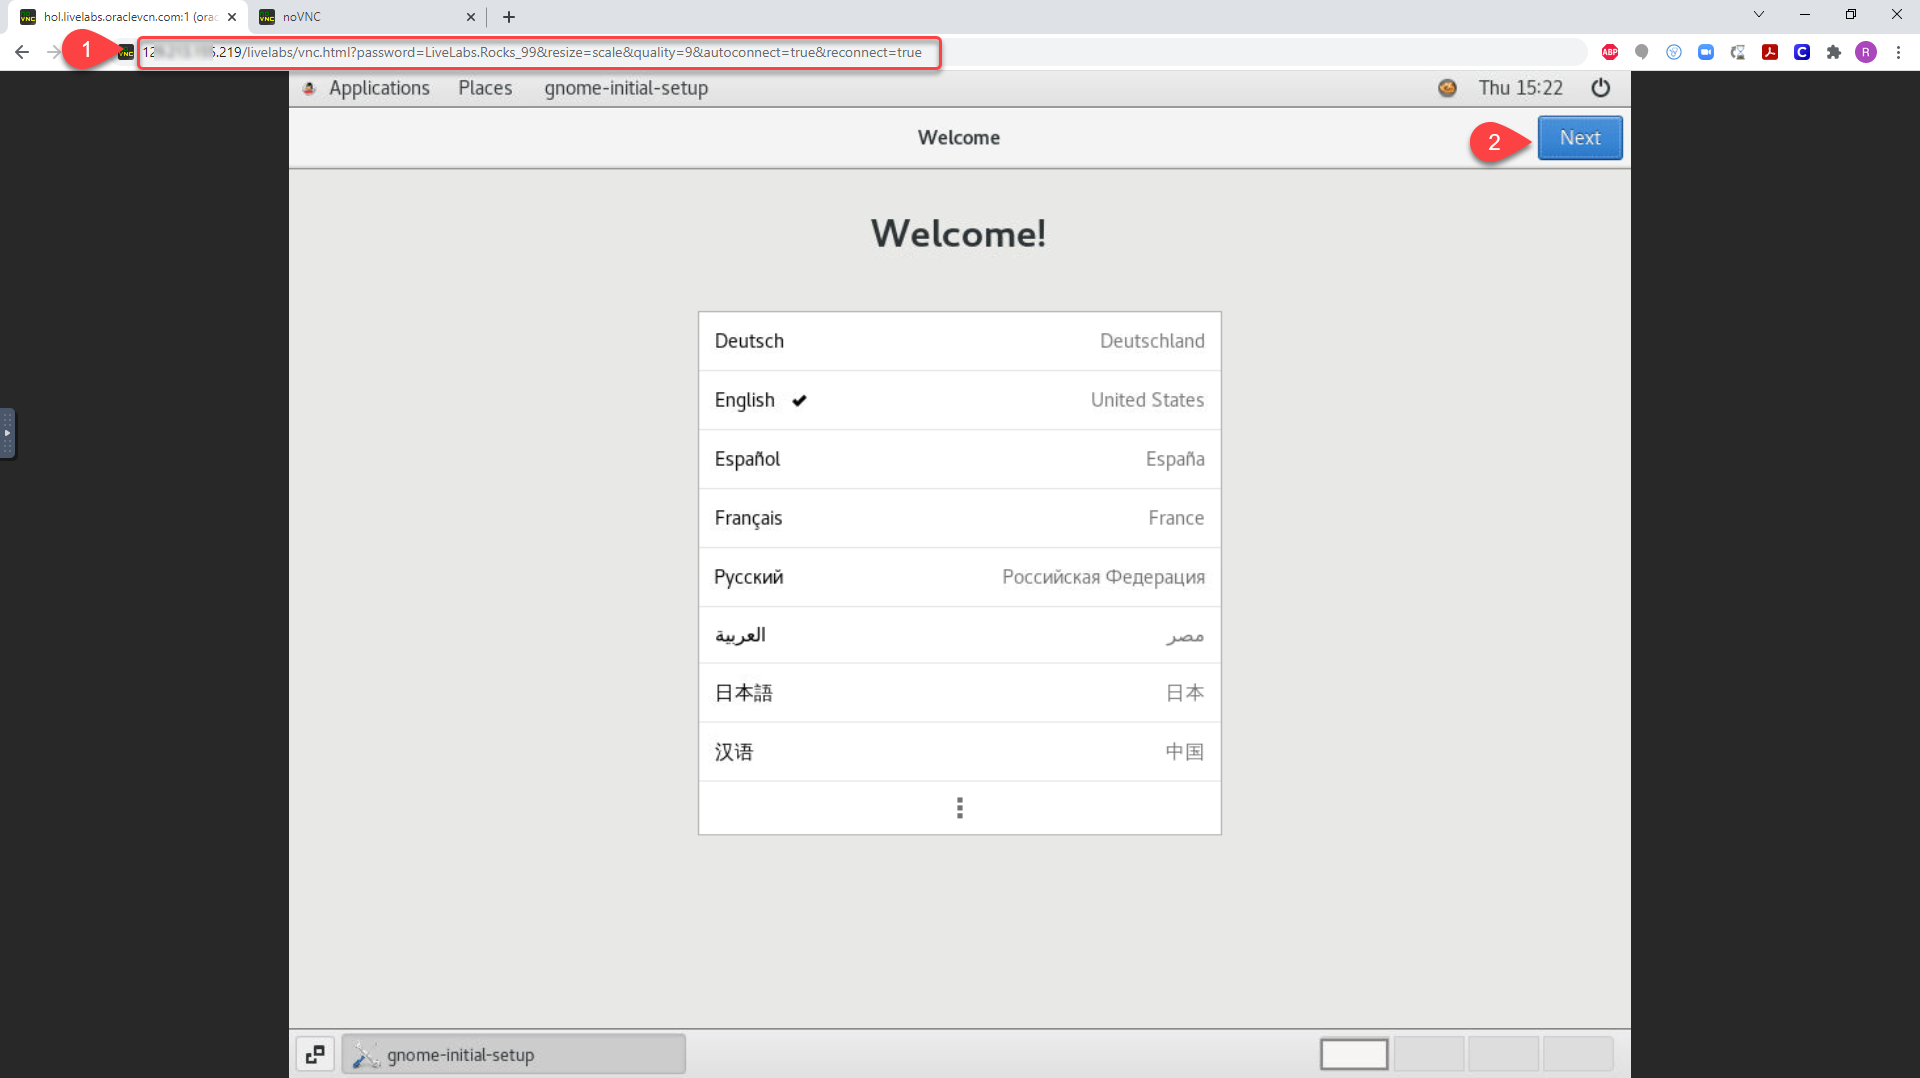 hol.livelabs.oraclevcn.com:1 (orac
noVNC
1
.219/livelabs/vnc.html?password=LiveLabs.Rocks_99&resize=scale&quality=9&autoconnect=true&reconnect=true
ABP
R
Applications Places gnome-initial-setup
Thu 15:22
Welcome
2
Next
Welcome!
Deutsch Deutschland
English ✔ United States
Español España
Français France
Русский Российская Федерация
العربية مصر
日本語 日本
汉语 中国
gnome-initial-setup